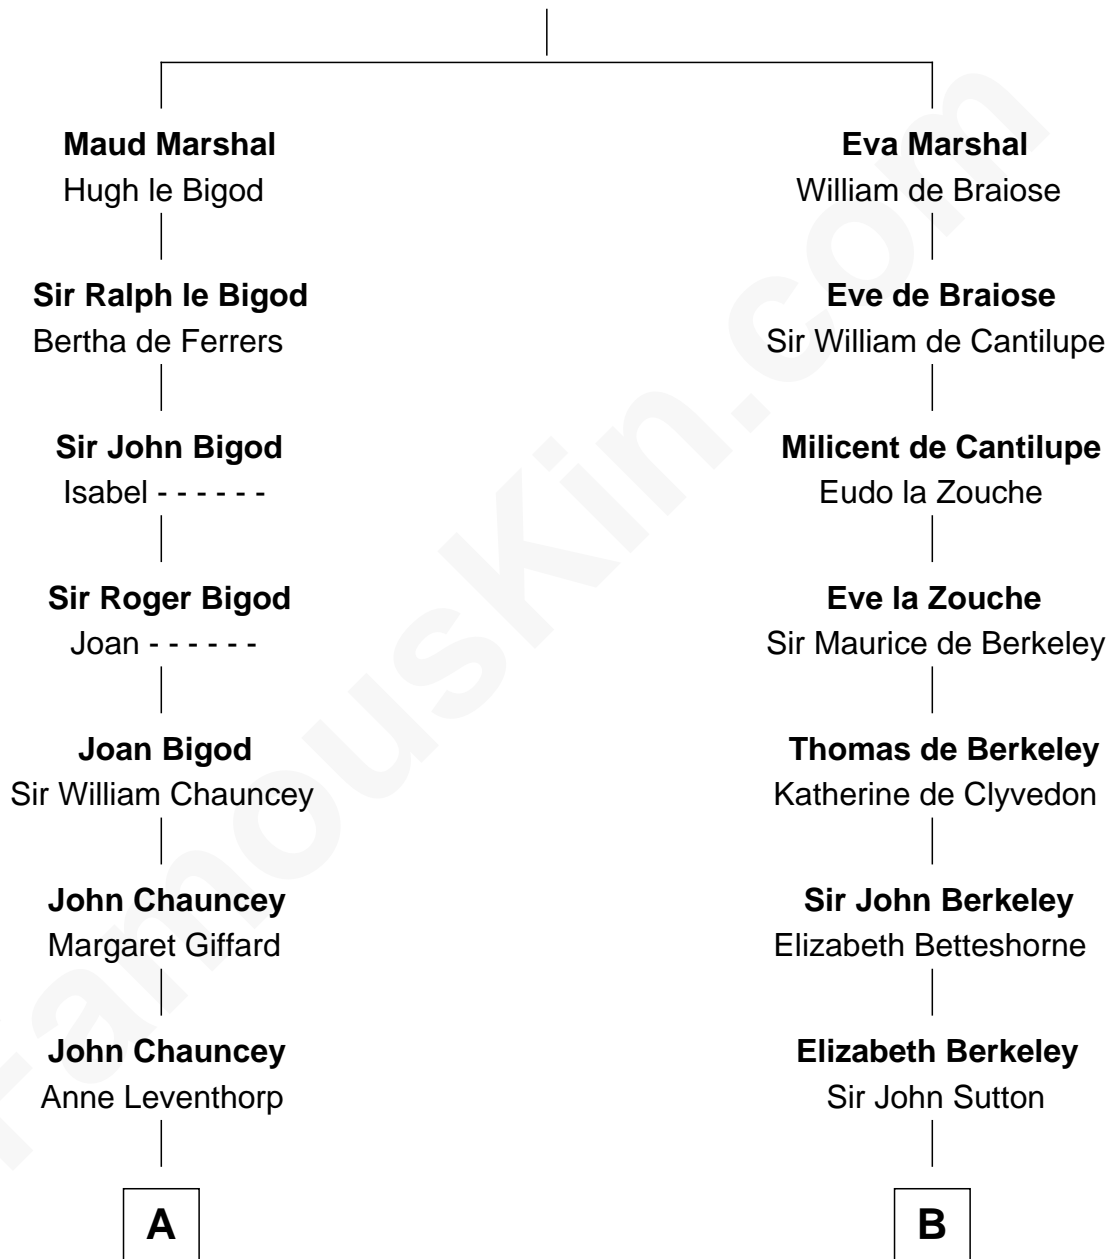 Maud Marshal
Hugh le Bigod
Sir Ralph le Bigod
Bertha de Ferrers
Sir John Bigod
Isabel - - - - - -
Sir Roger Bigod
Joan - - - - - -
Joan Bigod
Sir William Chauncey
John Chauncey
Margaret Giffard
John Chauncey
Anne Leventhorp
A
Eva Marshal
William de Braiose
Eve de Braiose
Sir William de Cantilupe
Milicent de Cantilupe
Eudo la Zouche
Eve la Zouche
Sir Maurice de Berkeley
Thomas de Berkeley
Katherine de Clyvedon
Sir John Berkeley
Elizabeth Betteshorne
Elizabeth Berkeley
Sir John Sutton
B
FamousKin.com